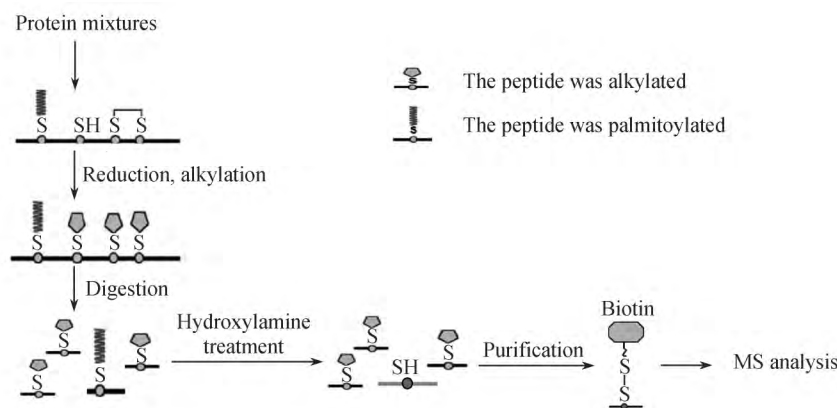 Protein mixtures
S SH S S
S
The peptide was alkylated
S
The peptide was palmitoylated
Reduction, alkylation
S S S S
Digestion
S
S
S
S
Hydroxylamine
treatment
S
S
SH
S
Purification
Biotin
S
S
MS analysis